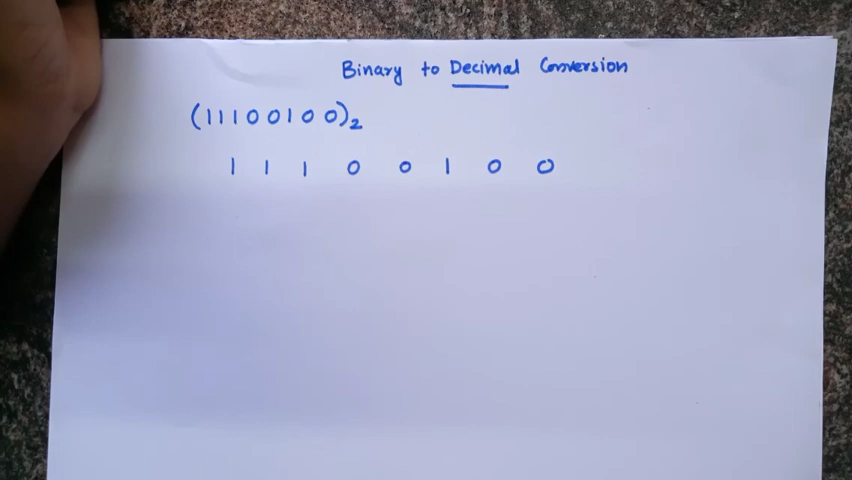 Binary to Decimal Conversion
(11100100)₂
1 1 1 0 0 1 0 0